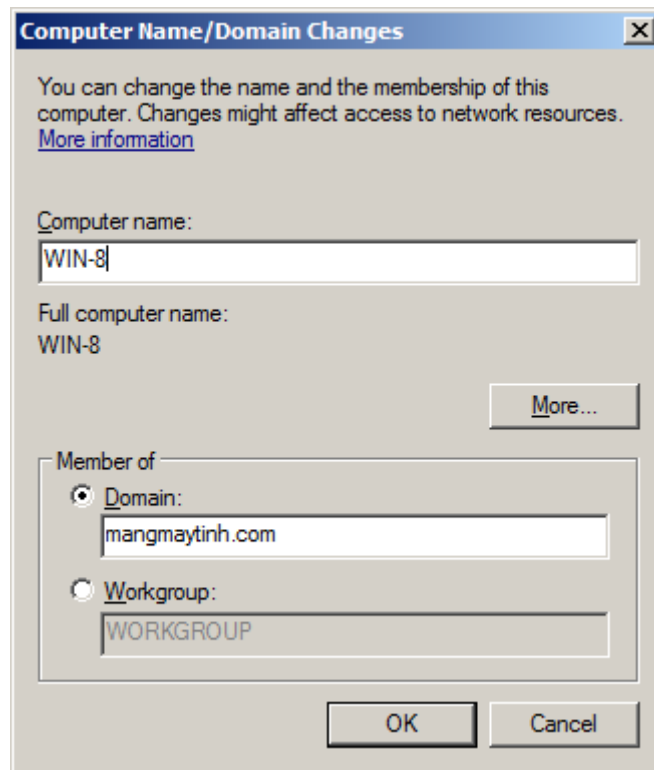 Computer Name/Domain Changes
You can change the name and the membership of this
computer. Changes might affect access to network resources.
More information
Computer name:
WIN-8
Full computer name:
WIN-8
More...
Member of
Domain:
mangmaytinh.com
Workgroup:
WORKGROUP
OK Cancel